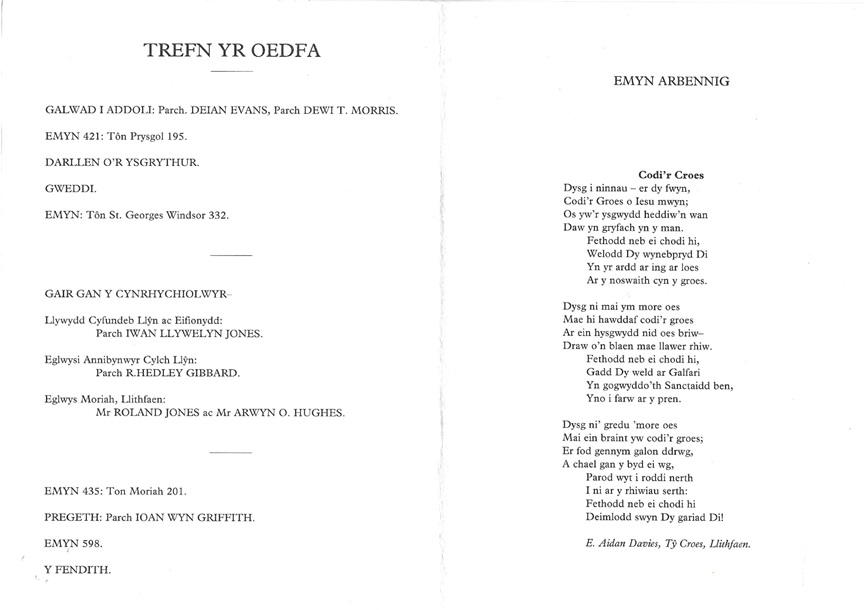 TREFN YR OEDFA
GALWAD I ADDOLI: Parch. DEIAN EVANS, Parch DEWI T. MORRIS.
EMYN 421: Tôn Prysgol 195.
DARLLEN O'R YSGRYTHUR.
GWEDDI.
EMYN: Tôn St. Georges Windsor 332.
GAIR GAN Y CYNRHYCHIOLWYR–
Llywydd Cyfundeb Llŷn ac Eifionydd:
Parch IWAN LLYWELYN JONES.
Eglwysi Annibynwyr Cylch Llŷn:
Parch R.HEDLEY GIBBARD.
Eglwys Moriah, Llithfaen:
Mr ROLAND JONES ac Mr ARWYN O. HUGHES.
EMYN 435: Ton Moriah 201.
PREGETH: Parch IOAN WYN GRIFFITH.
EMYN 598.
Y FENDITH.
EMYN ARBENNIG
Codi'r Croes
Dysg i ninnau – er dy fwyn,
Codi'r Groes o Iesu mwyn;
Os yw'r ysgwydd heddiw'n wan
Daw yn gryfach yn y man.
Fethodd neb ei chodi hi,
Welodd Dy wynebpryd Di
Yn yr ardd ar ing ar loes
Ar y noswaith cyn y groes.
Dysg ni mai ym more oes
Mae hi hawddaf codi'r groes
Ar ein hysgwydd nid oes briw–
Draw o'n blaen mae llawer rhiw.
Fethodd neb ei chodi hi,
Gadd Dy weld ar Galfari
Yn gogwyddo'th Sanctaidd ben,
Yno i farw ar y pren.
Dysg ni' gredu 'more oes
Mai ein braint yw codi'r groes;
Er fod gennym galon ddrwg,
A chael gan y byd ei wg,
Parod wyt i roddi nerth
I ni ar y rhiwiau serth:
Fethodd neb ei chodi hi
Deimlodd swyn Dy gariad Di!
E. Aidan Davies, Tŷ Croes, Llithfaen.